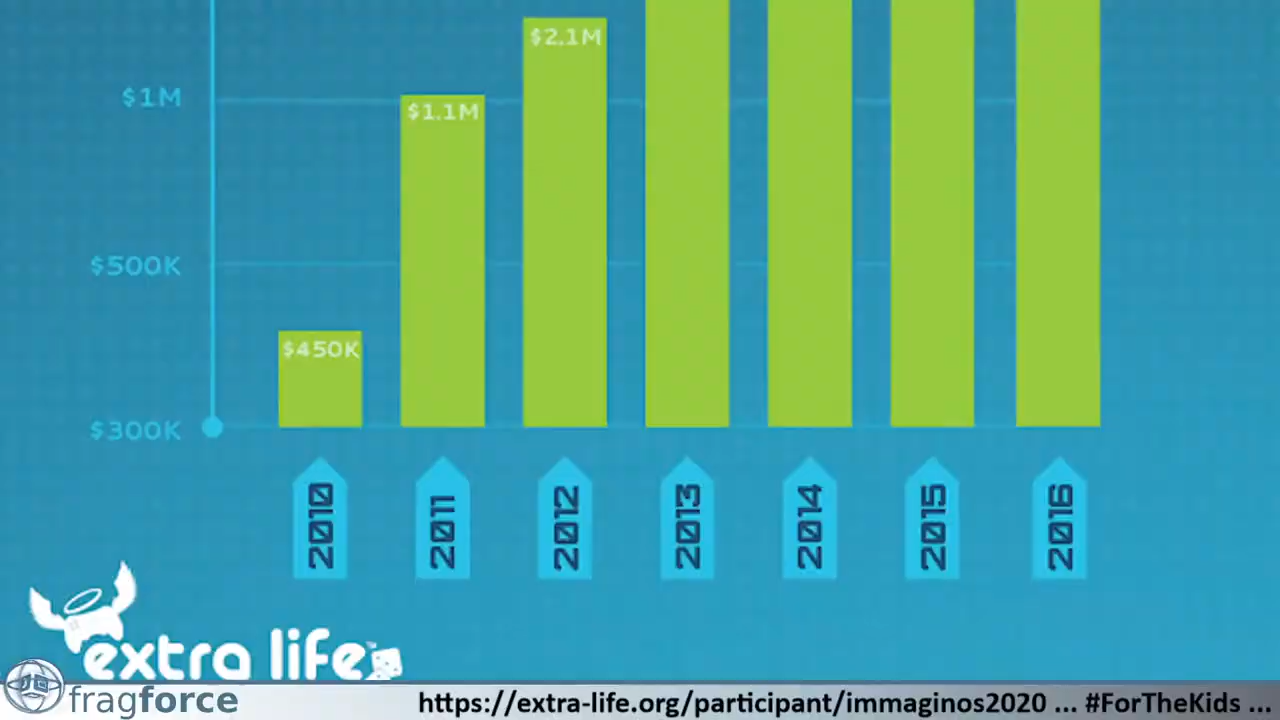 $2.1M
$1M
$1.1M
$500K
$450K
$300K
2010
2011
2012
2013
2014
2015
2016
extra life
fragforce
https://extra-life.org/participant/immaginos2020 ... #ForTheKids ...